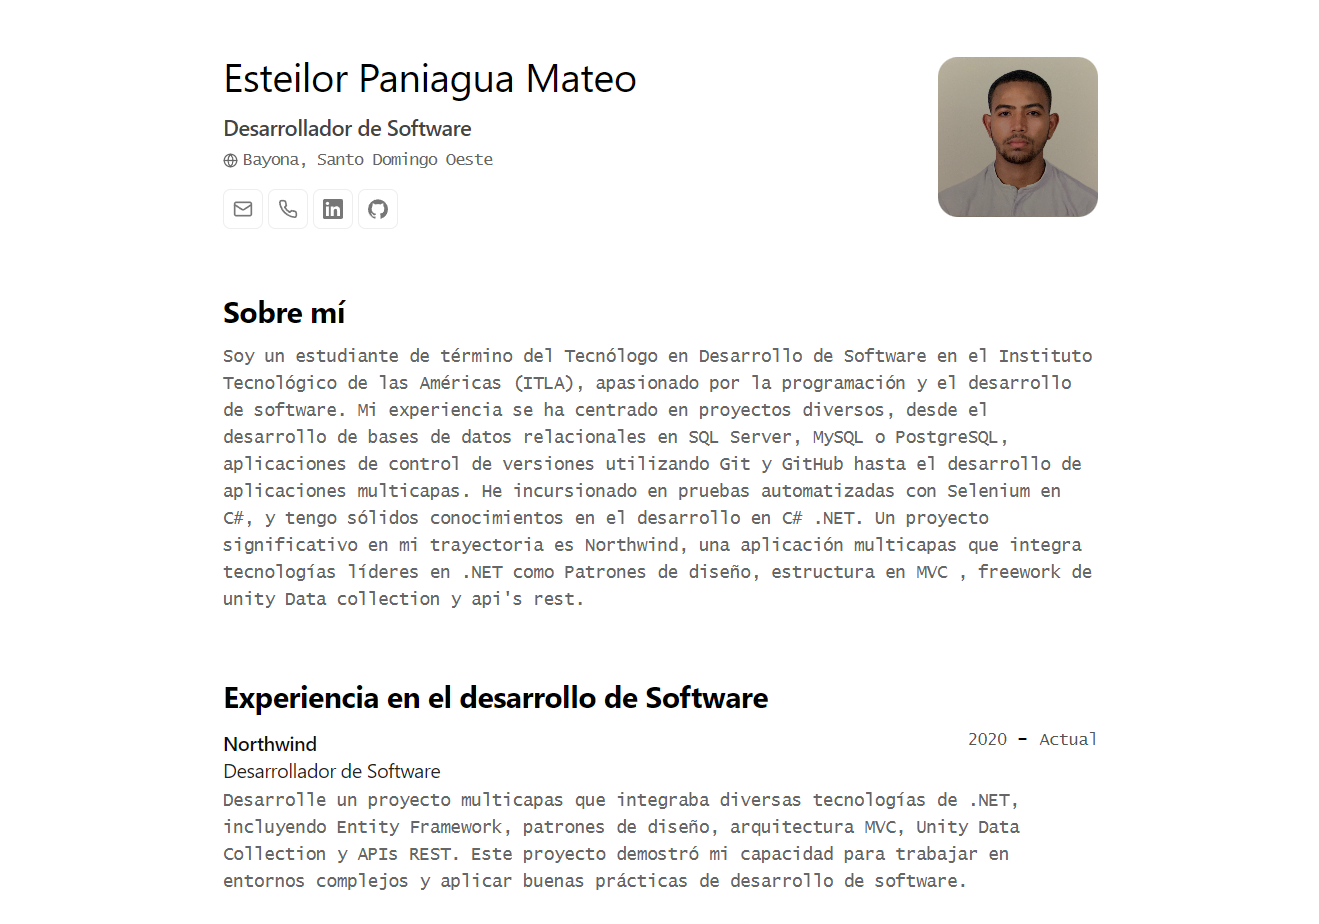 Esteilor Paniagua Mateo
Desarrollador de Software
Bayona, Santo Domingo Oeste
in
Sobre mí
Soy un estudiante de término del Tecnólogo en Desarrollo de Software en el Instituto
Tecnológico de las Américas (ITLA), apasionado por la programación y el desarrollo
de software. Mi experiencia se ha centrado en proyectos diversos, desde el
desarrollo de bases de datos relacionales en SQL Server, MySQL o PostgreSQL,
aplicaciones de control de versiones utilizando Git y GitHub hasta el desarrollo de
aplicaciones multicapas. He incursionado en pruebas automatizadas con Selenium en
C#, y tengo sólidos conocimientos en el desarrollo en C# .NET. Un proyecto
significativo en mi trayectoria es Northwind, una aplicación multicapas que integra
tecnologías líderes en .NET como Patrones de diseño, estructura en MVC , freework de
unity Data collection y api's rest.
Experiencia en el desarrollo de Software
Northwind
2020 - Actual
Desarrollador de Software
Desarrolle un proyecto multicapas que integraba diversas tecnologías de .NET,
incluyendo Entity Framework, patrones de diseño, arquitectura MVC, Unity Data
Collection y APIs REST. Este proyecto demostró mi capacidad para trabajar en
entornos complejos y aplicar buenas prácticas de desarrollo de software.